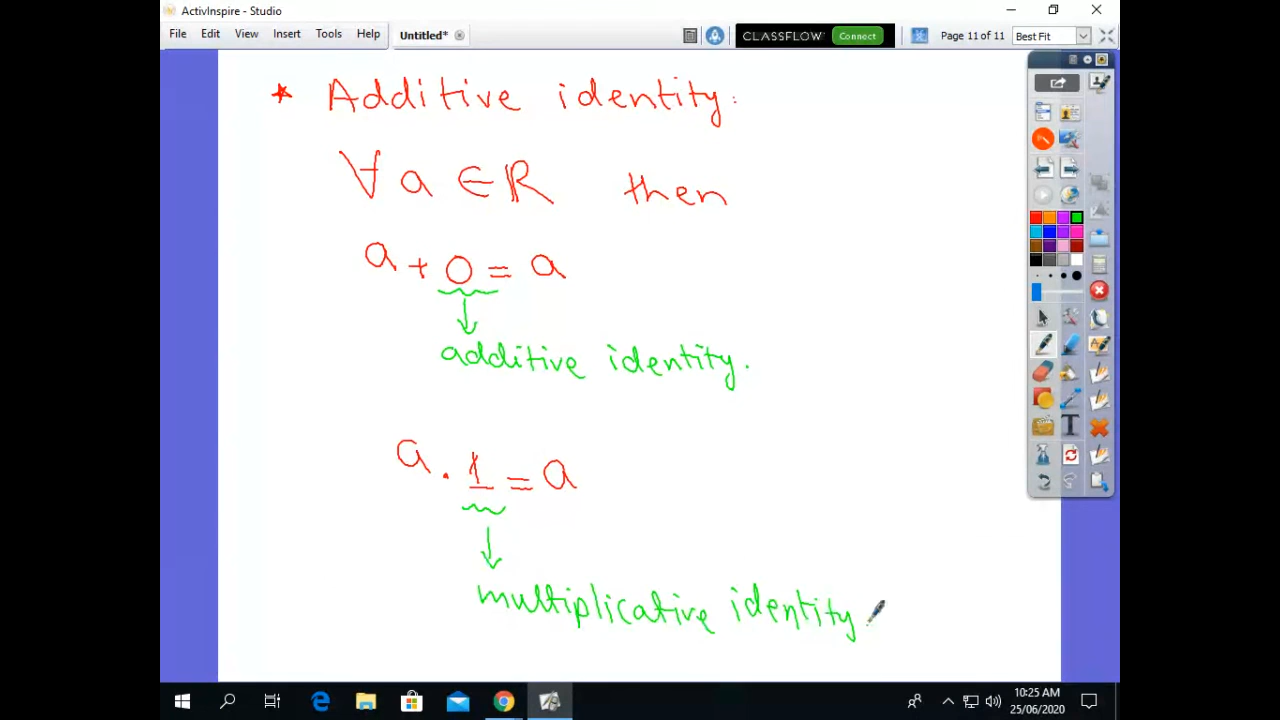 ActivInspire - Studio
File Edit View Insert Tools Help Untitled* CLASSFLOW Connect Page 11 of 11 Best Fit
* Additive identity:
∀ a ∈ R then
a + 0 = a
additive identity.
a . 1 = a
multiplicative identity.
10:25 AM
25/06/2020